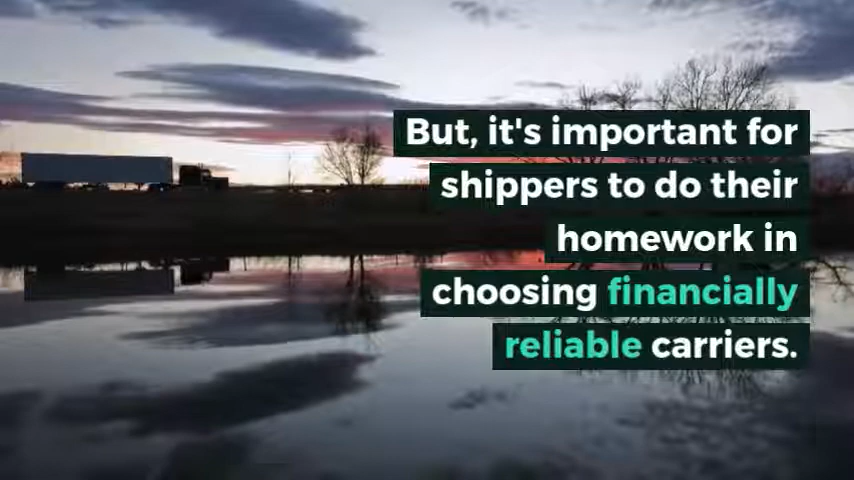 But, it's important for
shippers to do their
homework in
choosing financially
reliable carriers.